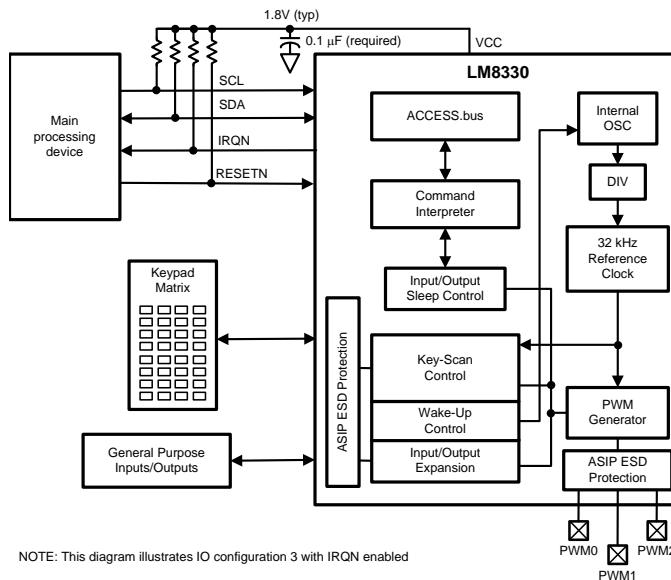 1.8V (typ)
0.1 µF (required)
VCC
LM8330
Main
processing
device
SCL
SDA
IRQN
RESETN
ACCESS.bus
Command
Interpreter
Input/Output
Sleep Control
Internal
OSC
DIV
32 kHz
Reference
Clock
Keypad
Matrix
General Purpose
Inputs/Outputs
ASIP ESD Protection
Key-Scan
Control
Wake-Up
Control
Input/Output
Expansion
PWM
Generator
ASIP ESD
Protection
PWM0
PWM1
PWM2
NOTE: This diagram illustrates IO configuration 3 with IRQN enabled